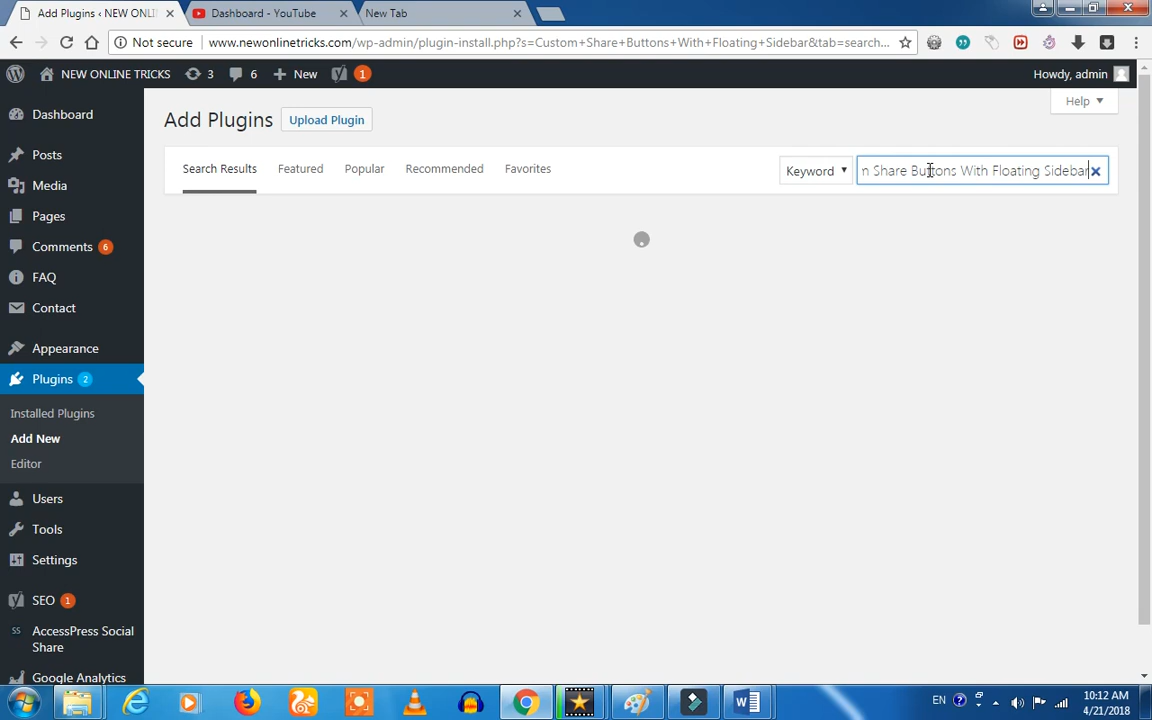 Add Plugins ‹ NEW ONLI
Dashboard - YouTube
New Tab
Not secure
www.newonlinetricks.com/wp-admin/plugin-install.php?s=Custom+Share+Buttons+With+Floating+Sidebar&tab=search...
NEW ONLINE TRICKS
3
6
New
1
Howdy, admin
Help
Dashboard
Posts
Media
Pages
Comments 6
FAQ
Contact
Appearance
Plugins 2
Installed Plugins
Add New
Editor
Users
Tools
Settings
SEO 1
SS AccessPress Social
Share
Google Analytics
Add Plugins
Upload Plugin
Search Results
Featured
Popular
Recommended
Favorites
Keyword
n Share Buttons With Floating Sidebar
EN
10:12 AM
4/21/2018